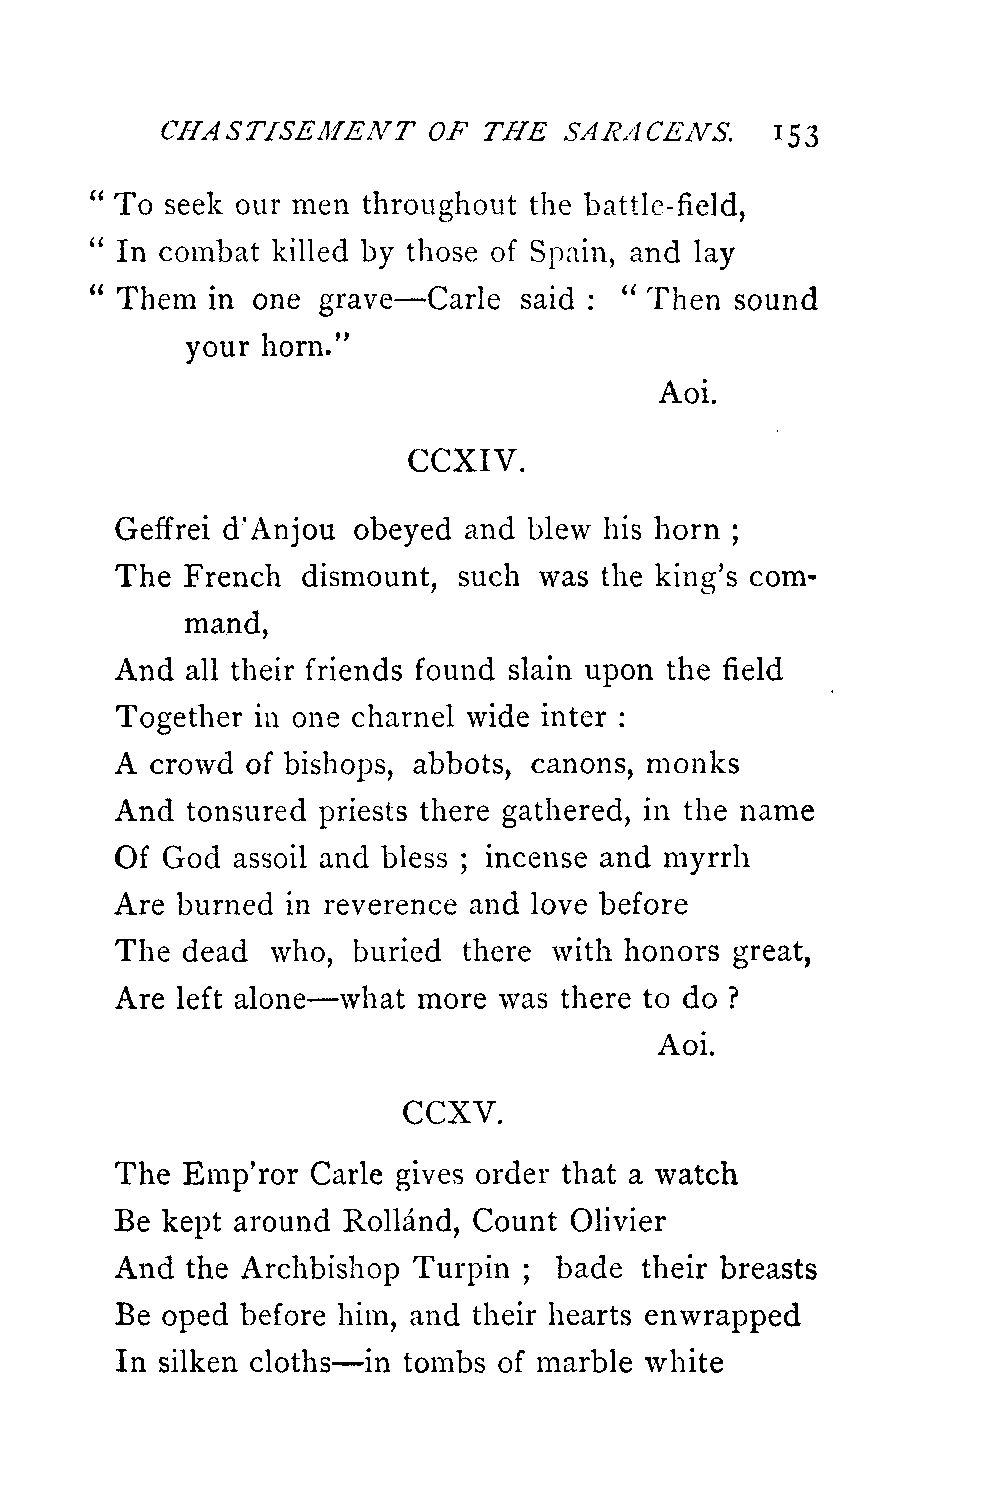 CHASTISEMENT OF THE SARACENS. 153
“ To seek our men throughout the battle-field,
“ In combat killed by those of Spain, and lay
“ Them in one grave—Carle said : “ Then sound
your horn.”
Aoi.
CCXIV.
Geffrei d'Anjou obeyed and blew his horn ;
The French dismount, such was the king’s com-
mand,
And all their friends found slain upon the field
Together in one charnel wide inter :
A crowd of bishops, abbots, canons, monks
And tonsured priests there gathered, in the name
Of God assoil and bless ; incense and myrrh
Are burned in reverence and love before
The dead who, buried there with honors great,
Are left alone—what more was there to do ?
Aoi.
CCXV.
The Emp’ror Carle gives order that a watch
Be kept around Rollánd, Count Olivier
And the Archbishop Turpin ; bade their breasts
Be oped before him, and their hearts enwrapped
In silken cloths—in tombs of marble white